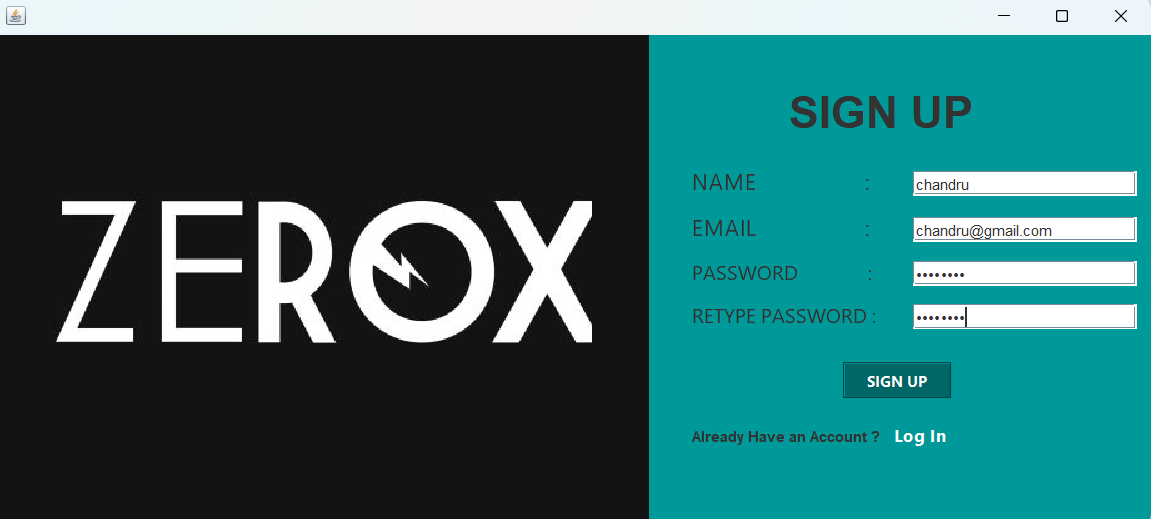 ZEROX
SIGN UP
NAME : chandru
EMAIL : chandru@gmail.com
PASSWORD : ••••••••
RETYPE PASSWORD : ••••••••
SIGN UP
Already Have an Account ? Log In